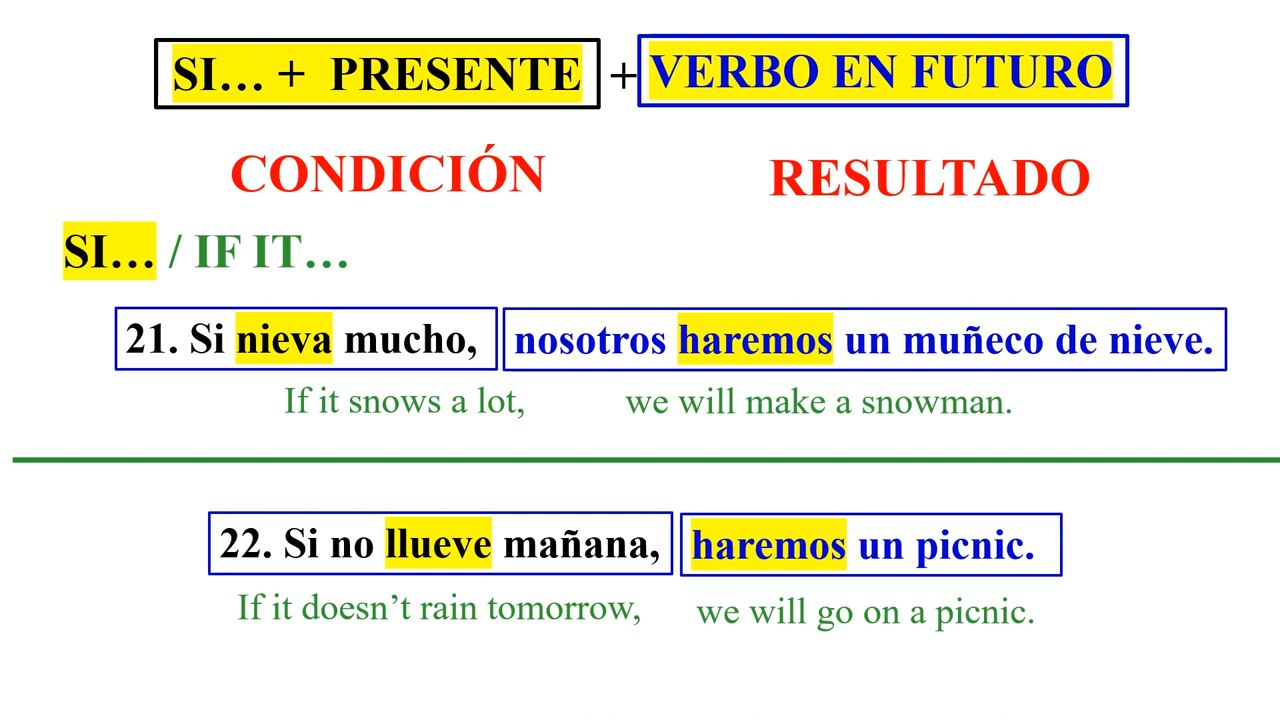 SI… + PRESENTE + VERBO EN FUTURO
CONDICIÓN RESULTADO
SI… / IF IT…
21. Si nieva mucho, nosotros haremos un muñeco de nieve.
If it snows a lot, we will make a snowman.
22. Si no llueve mañana, haremos un picnic.
If it doesn’t rain tomorrow, we will go on a picnic.